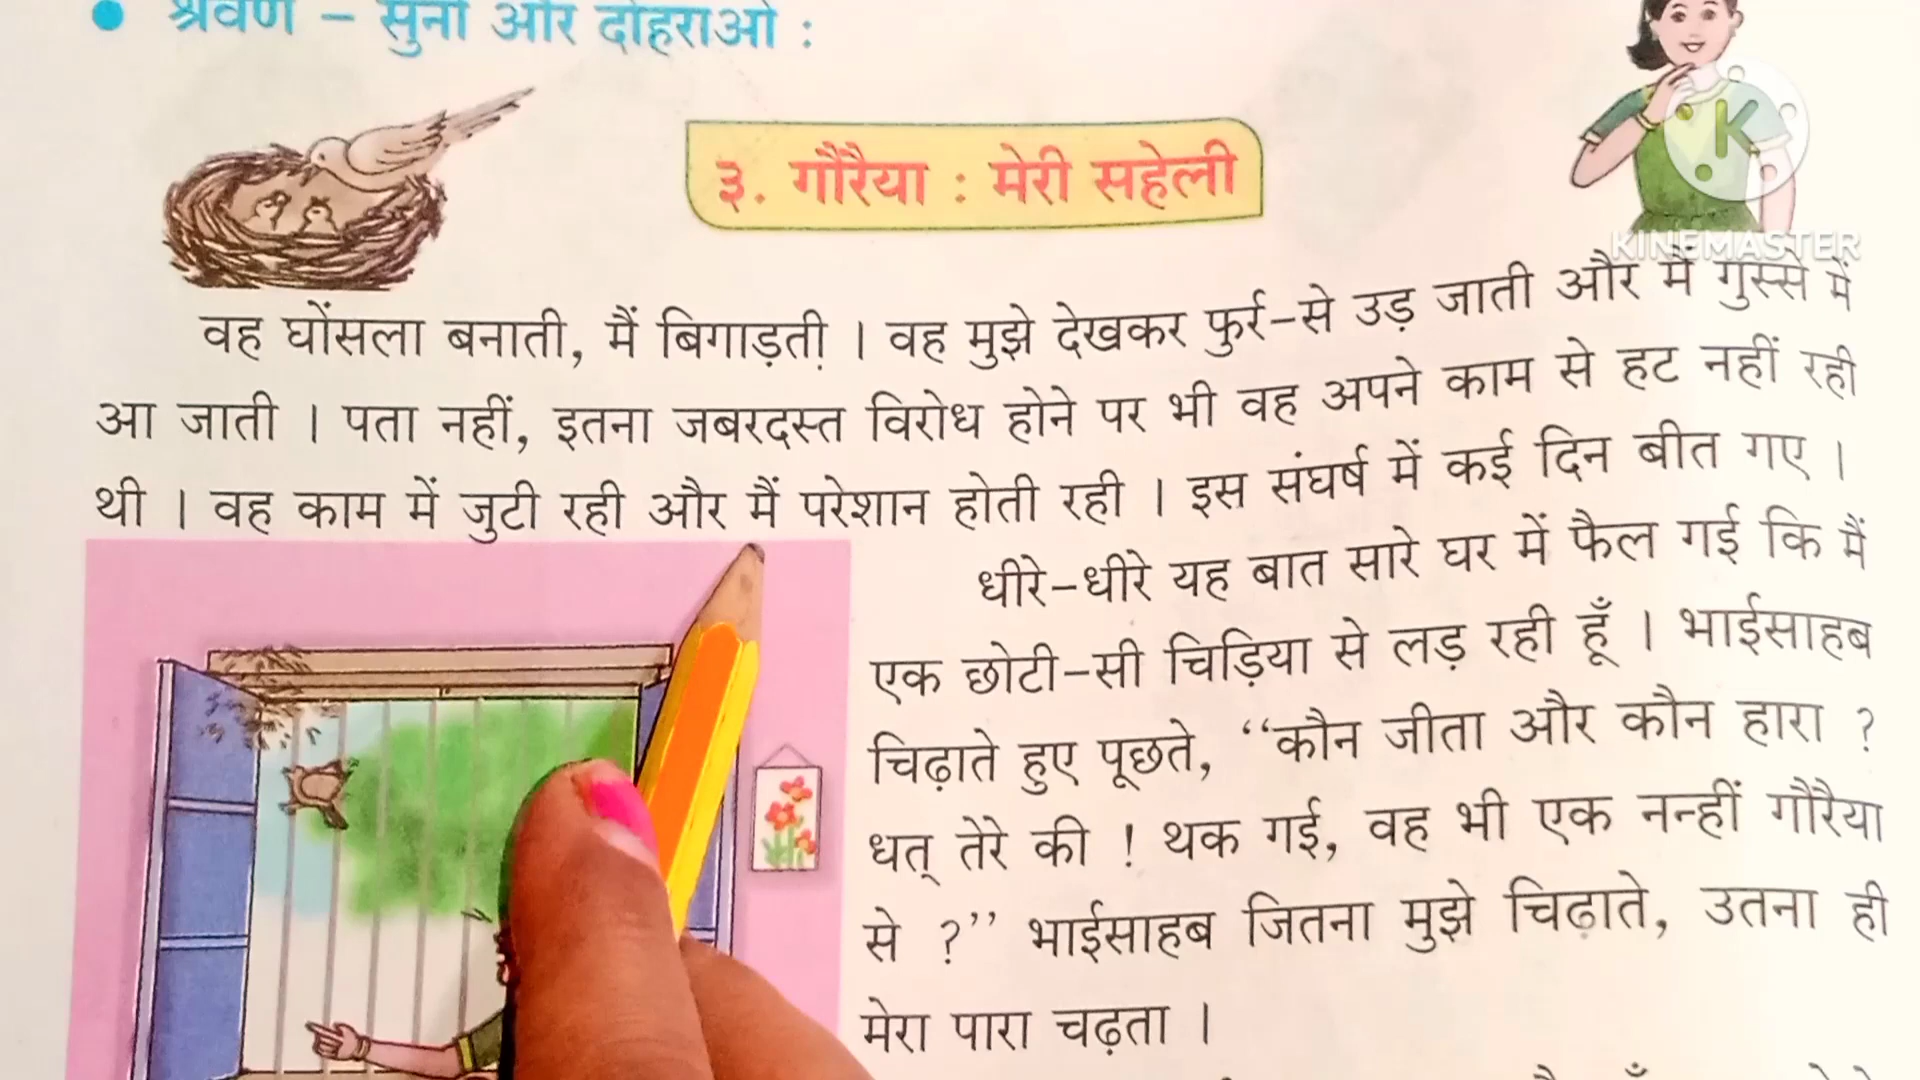 • श्रवण – सुनो और दोहराओ :
३. गौरैया : मेरी सहेली
K
KINEMASTER
वह घोंसला बनाती, मैं बिगाड़ती । वह मुझे देखकर फुर्र-से उड़ जाती और मैं गुस्से में
आ जाती । पता नहीं, इतना जबरदस्त विरोध होने पर भी वह अपने काम से हट नहीं रही
थी । वह काम में जुटी रही और मैं परेशान होती रही । इस संघर्ष में कई दिन बीत गए ।
धीरे-धीरे यह बात सारे घर में फैल गई कि मैं
एक छोटी-सी चिड़िया से लड़ रही हूँ । भाईसाहब
चिढ़ाते हुए पूछते, ‘‘कौन जीता और कौन हारा ?
धत् तेरे की ! थक गई, वह भी एक नन्हीं गौरैया
से ?’’ भाईसाहब जितना मुझे चिढ़ाते, उतना ही
मेरा पारा चढ़ता ।